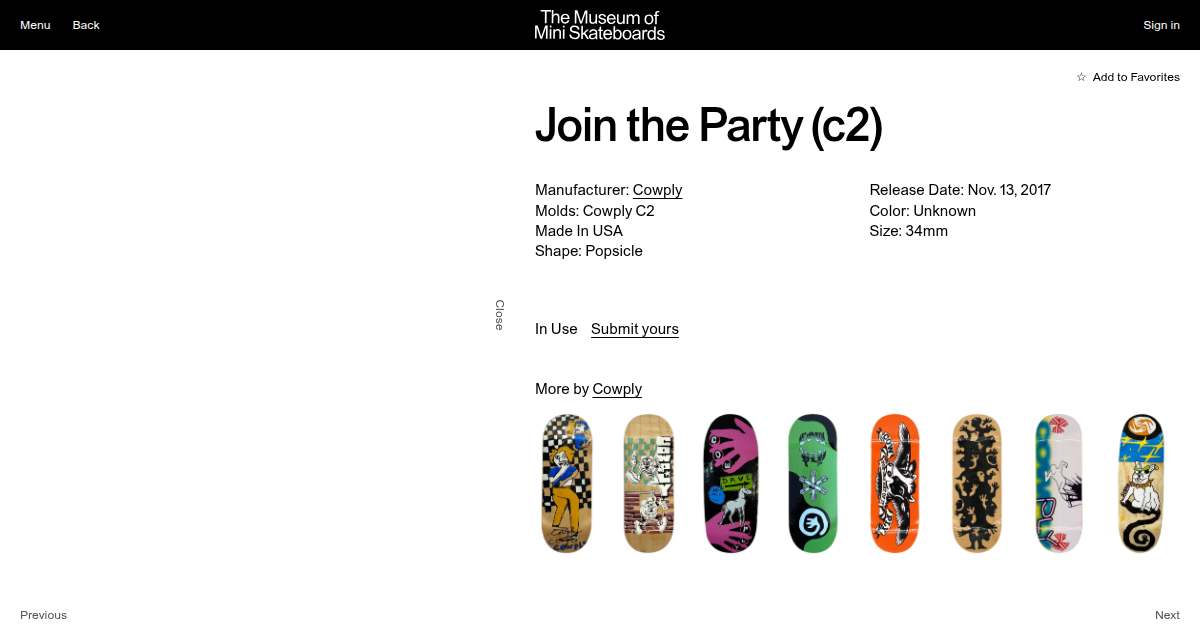 Menu
Back
The Museum of
Mini Skateboards
Sign in
☆ Add to Favorites
Join the Party (c2)
Manufacturer: Cowply
Molds: Cowply C2
Made In USA
Shape: Popsicle
Release Date: Nov. 13, 2017
Color: Unknown
Size: 34mm
Close
In Use
Submit yours
More by Cowply
Previous
Next